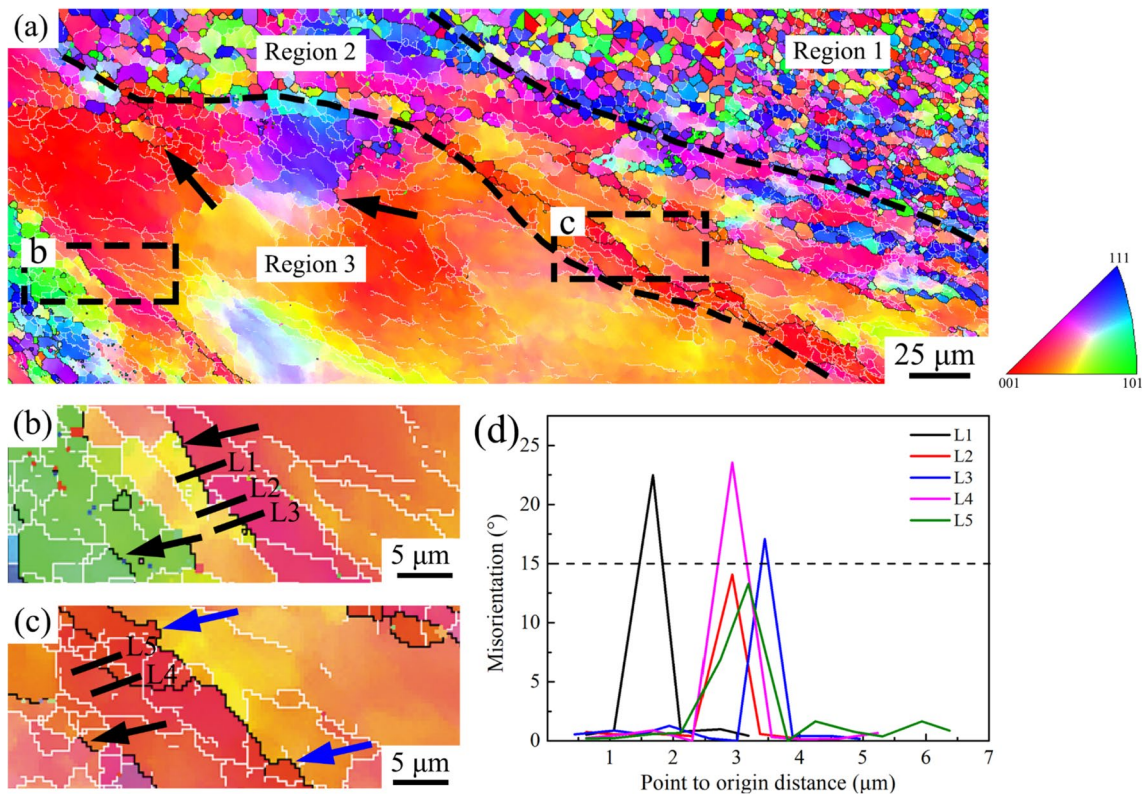 (a)
Region 2
Region 1
b
Region 3
c
25 μm
111
001
101
(b)
L1
L2
L3
5 μm
(c)
L5
L4
5 μm
(d)
Misorientation (°)
25
20
15
10
5
0
L1
L2
L3
L4
L5
1 2 3 4 5 6 7
Point to origin distance (μm)